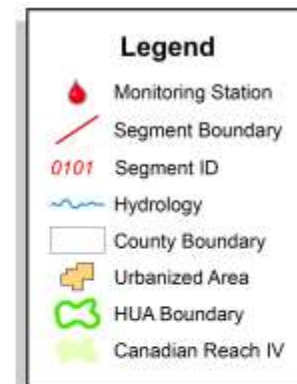 Legend
Monitoring Station
Segment Boundary
0101 Segment ID
Hydrology
County Boundary
Urbanized Area
HUA Boundary
Canadian Reach IV